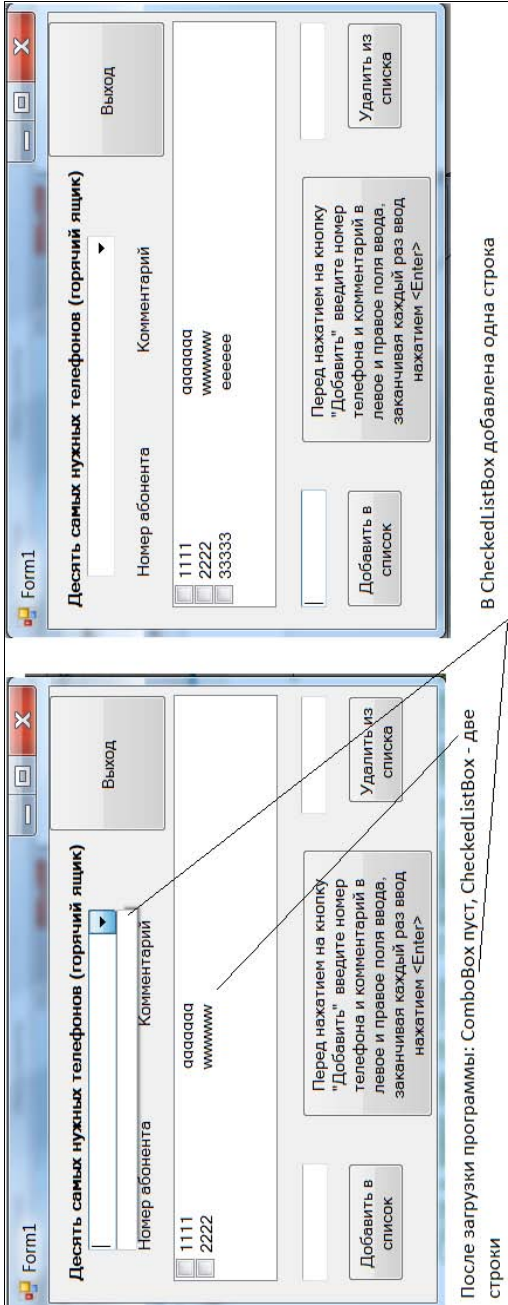 Form1
Десять самых нужных телефонов (горячий ящик)
Выход
Номер абонента Комментарий
1111 qqqqqqq
2222 wwwwwww
Добавить в
список
Перед нажатием на кнопку
"Добавить" введите номер
телефона и комментарий в
левое и правое поля ввода,
заканчивая каждый раз ввод
нажатием <Enter>
Удалить из
списка
После загрузки программы: ComboBox пуст, CheckedListBox - две
строки
Form1
Десять самых нужных телефонов (горячий ящик)
Выход
Номер абонента Комментарий
1111 qqqqqqq
2222 wwwwwww
33333 eeeeee
Добавить в
список
Перед нажатием на кнопку
"Добавить" введите номер
телефона и комментарий в
левое и правое поля ввода,
заканчивая каждый раз ввод
нажатием <Enter>
Удалить из
списка
В CheckedListBox добавлена одна строка